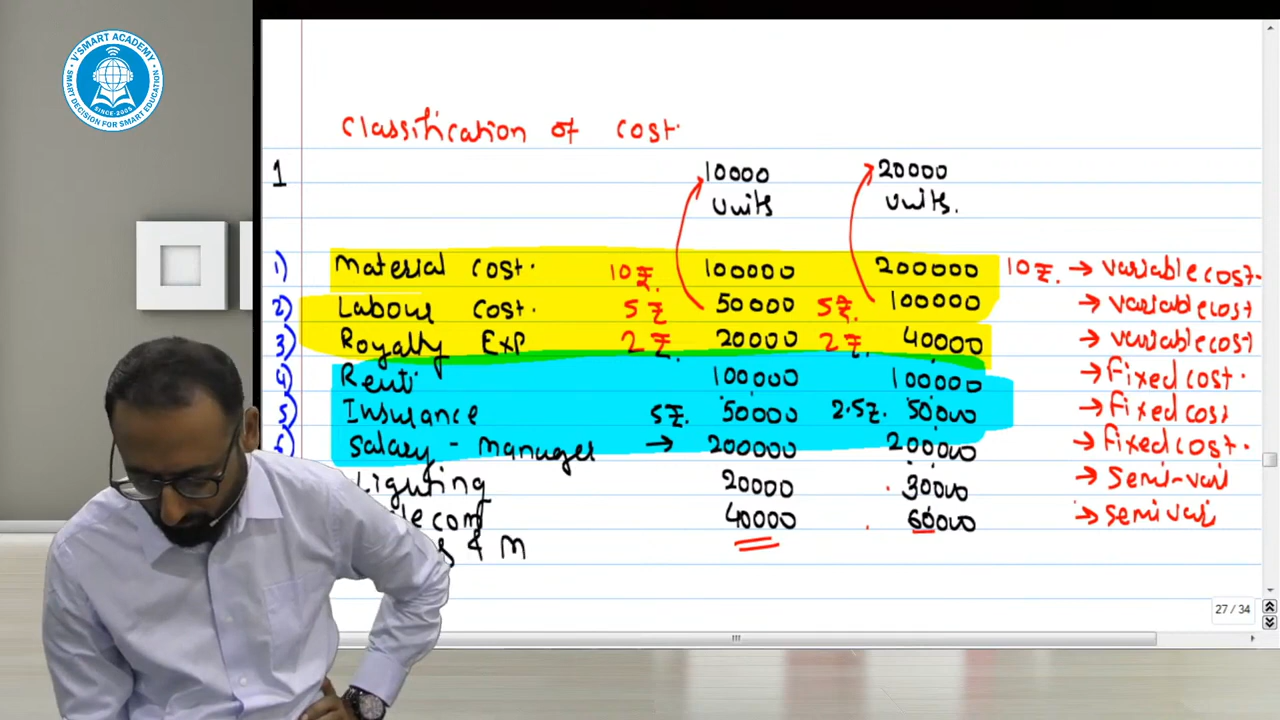 V'SMART ACADEMY
SMART DECISION FOR SMART EDUCATION
SINCE 2005
Classification of cost.
1 10000 20000
Units Units.
1) Material cost. 10 ₹. 100000 200000 10 ₹. → variable cost.
2) Labour cost. 5 ₹ 50000 5 ₹. 100000 → variable cost
3) Royalty Exp 2 ₹. 20000 2 ₹. 40000 → variable cost
Rent 100000 100000 → fixed cost.
Insurance 5 ₹. 50000 2.5 ₹. 50000 → fixed cost
Salary - manager → 200000 200000 → fixed cost.
Lighting 20000 30000 → Semi-vari
40000 60000 → semi vari
& M
27 / 34